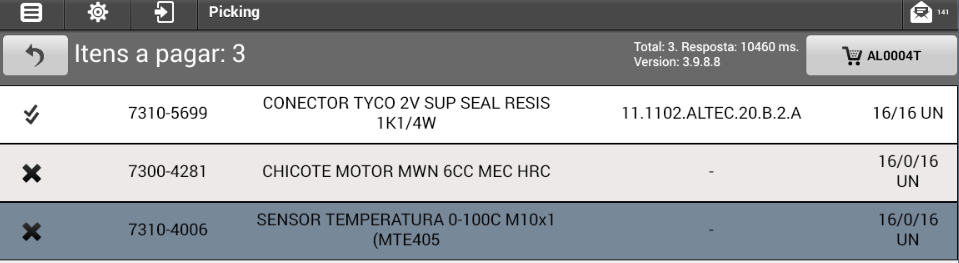 Picking
141
Itens a pagar: 3
Total: 3. Resposta: 10460 ms.
Version: 3.9.8.8
AL0004T
7310-5699
CONECTOR TYCO 2V SUP SEAL RESIS
1K1/4W
11.1102.ALTEC.20.B.2.A
16/16 UN
7300-4281
CHICOTE MOTOR MWN 6CC MEC HRC
-
16/0/16
UN
7310-4006
SENSOR TEMPERATURA 0-100C M10x1
(MTE405
-
16/0/16
UN